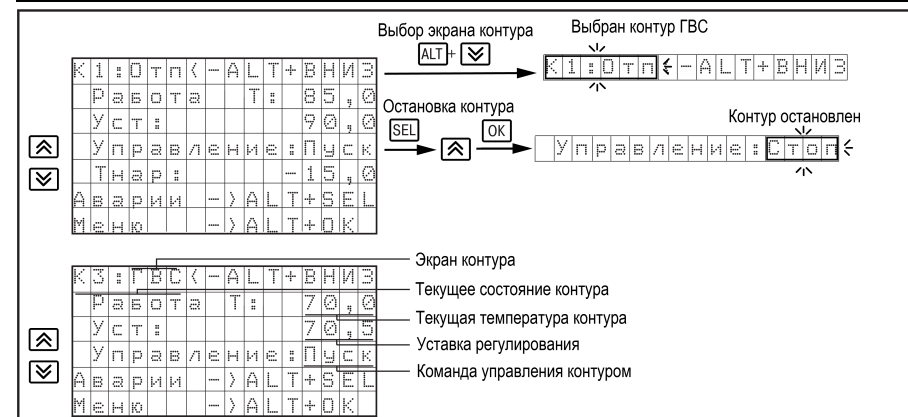 Выбор экрана контура
ALT + 
Выбран контур ГВС
К1:Отп<-ALT+ВНИЗ
К1:Отп <-ALT+ВНИЗ
Работа Т: 85,0
Уст: 90,0
Остановка контура
SEL
OK
Контур остановлен
Управление:Пуск
Управление:Стоп
Тнар: -15,0
Аварии ->ALT+SEL
Меню ->ALT+OK
К3:ГВС<-ALT+ВНИЗ
Работа Т: 70,0
Уст: 70,5
Управление:Пуск
Аварии ->ALT+SEL
Меню ->ALT+OK
Экран контура
Текущее состояние контура
Текущая температура контура
Уставка регулирования
Команда управления контуром